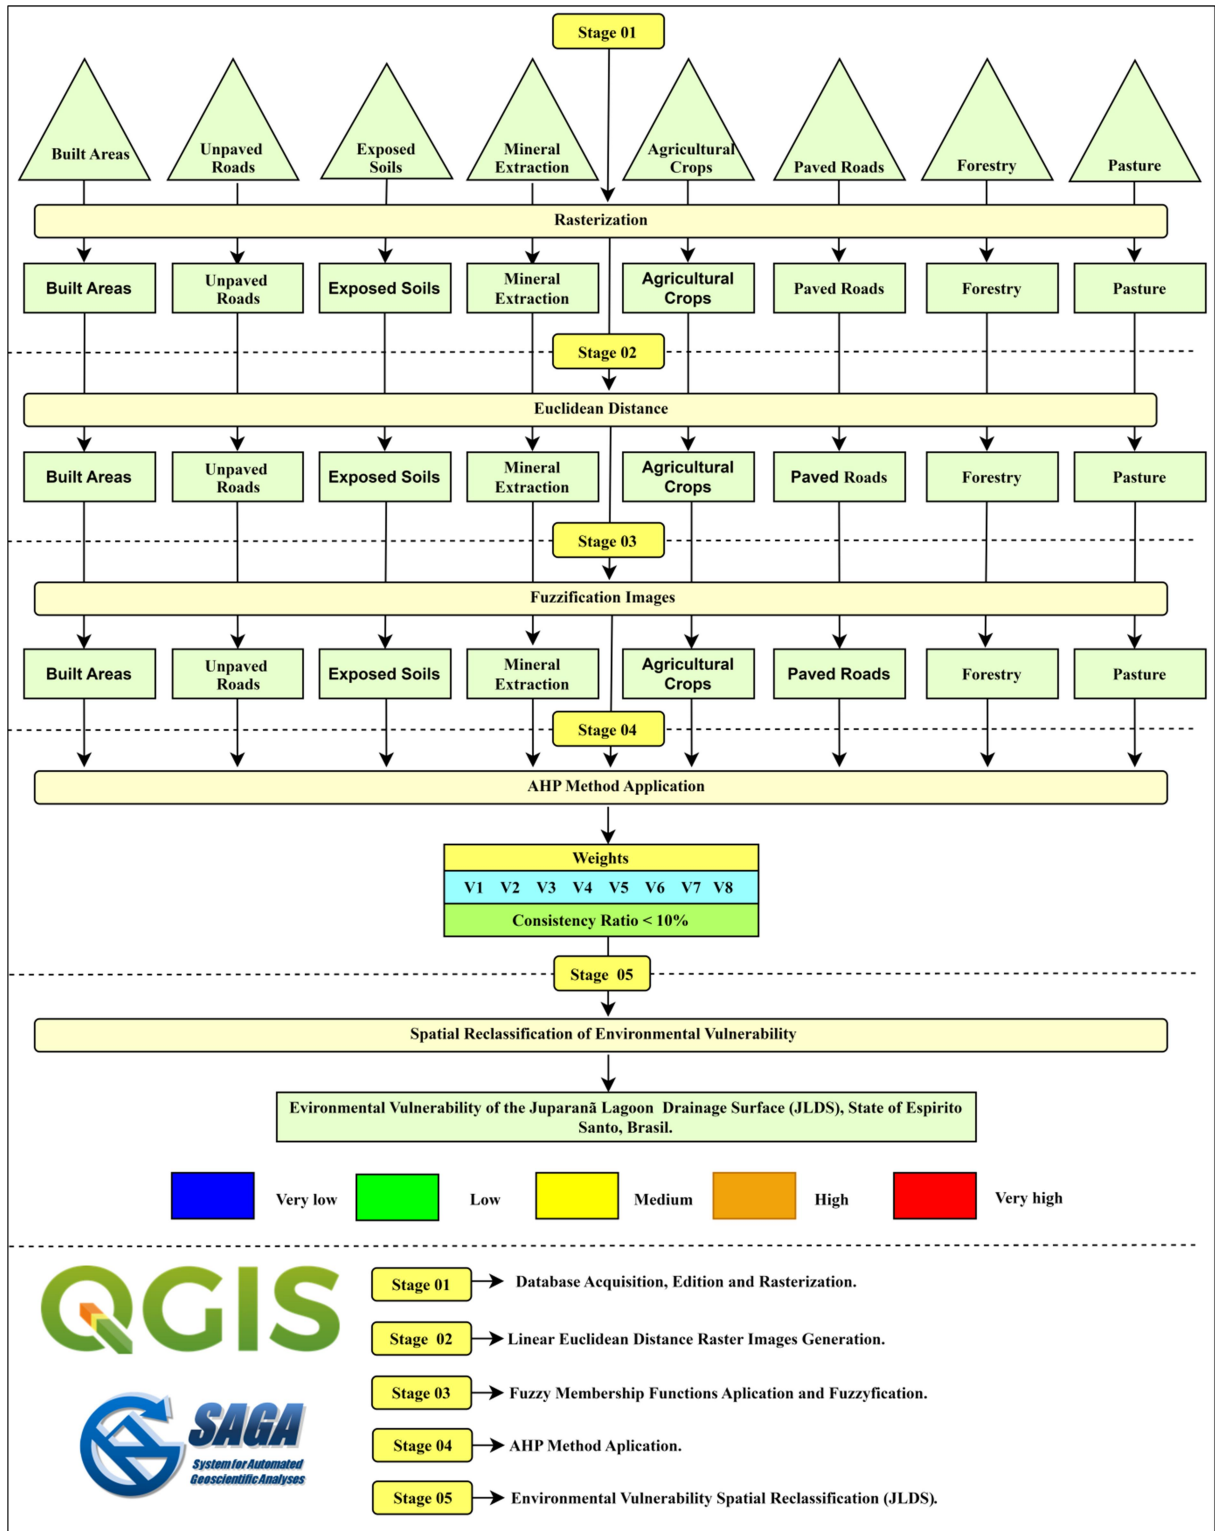 Stage 01
Built Areas
Unpaved
Roads
Exposed
Soils
Mineral
Extraction
Agricultural
Crops
Paved Roads
Forestry
Pasture
Rasterization
Built Areas
Unpaved
Roads
Exposed Soils
Mineral
Extraction
Agricultural
Crops
Paved Roads
Forestry
Pasture
Stage 02
Euclidean Distance
Built Areas
Unpaved
Roads
Exposed Soils
Mineral
Extraction
Agricultural
Crops
Paved Roads
Forestry
Pasture
Stage 03
Fuzzification Images
Built Areas
Unpaved
Roads
Exposed Soils
Mineral
Extraction
Agricultural
Crops
Paved Roads
Forestry
Pasture
Stage 04
AHP Method Application
Weights
V1 V2 V3 V4 V5 V6 V7 V8
Consistency Ratio < 10%
Stage 05
Spatial Reclassification of Environmental Vulnerability
Evironmental Vulnerability of the Juparanã Lagoon Drainage Surface (JLDS), State of Espirito
Santo, Brasil.
Very low
Low
Medium
High
Very high
QGIS
SAGA
System for Automated
Geoscientific Analyses
Stage 01
Database Acquisition, Edition and Rasterization.
Stage 02
Linear Euclidean Distance Raster Images Generation.
Stage 03
Fuzzy Membership Functions Aplication and Fuzzyfication.
Stage 04
AHP Method Aplication.
Stage 05
Environmental Vulnerability Spatial Reclassification (JLDS).